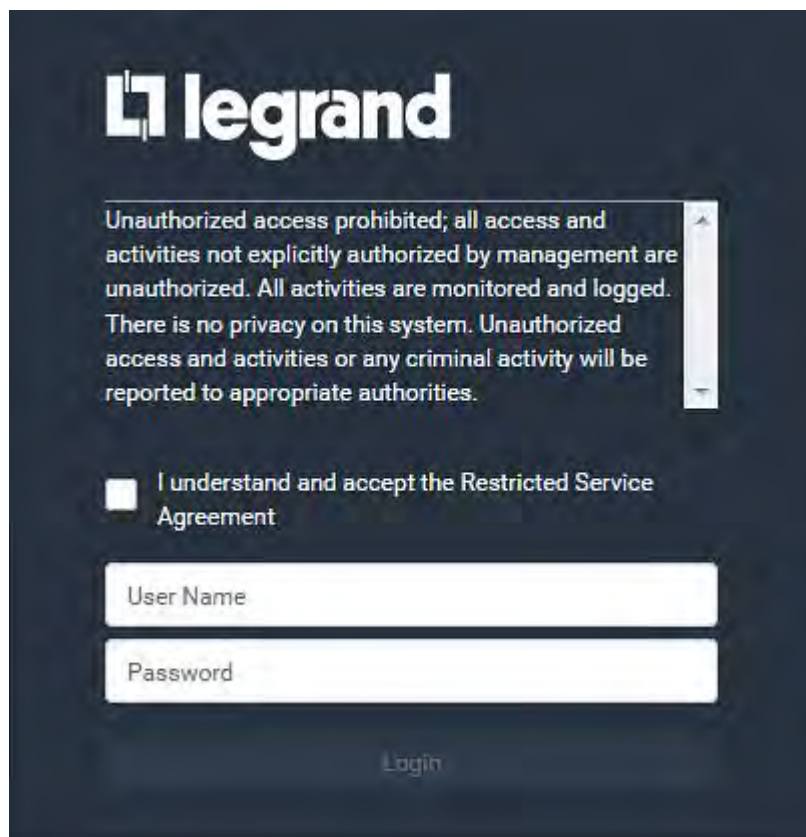 legrand
Unauthorized access prohibited; all access and
activities not explicitly authorized by management are
unauthorized. All activities are monitored and logged.
There is no privacy on this system. Unauthorized
access and activities or any criminal activity will be
reported to appropriate authorities.
I understand and accept the Restricted Service
Agreement
User Name
Password
Login